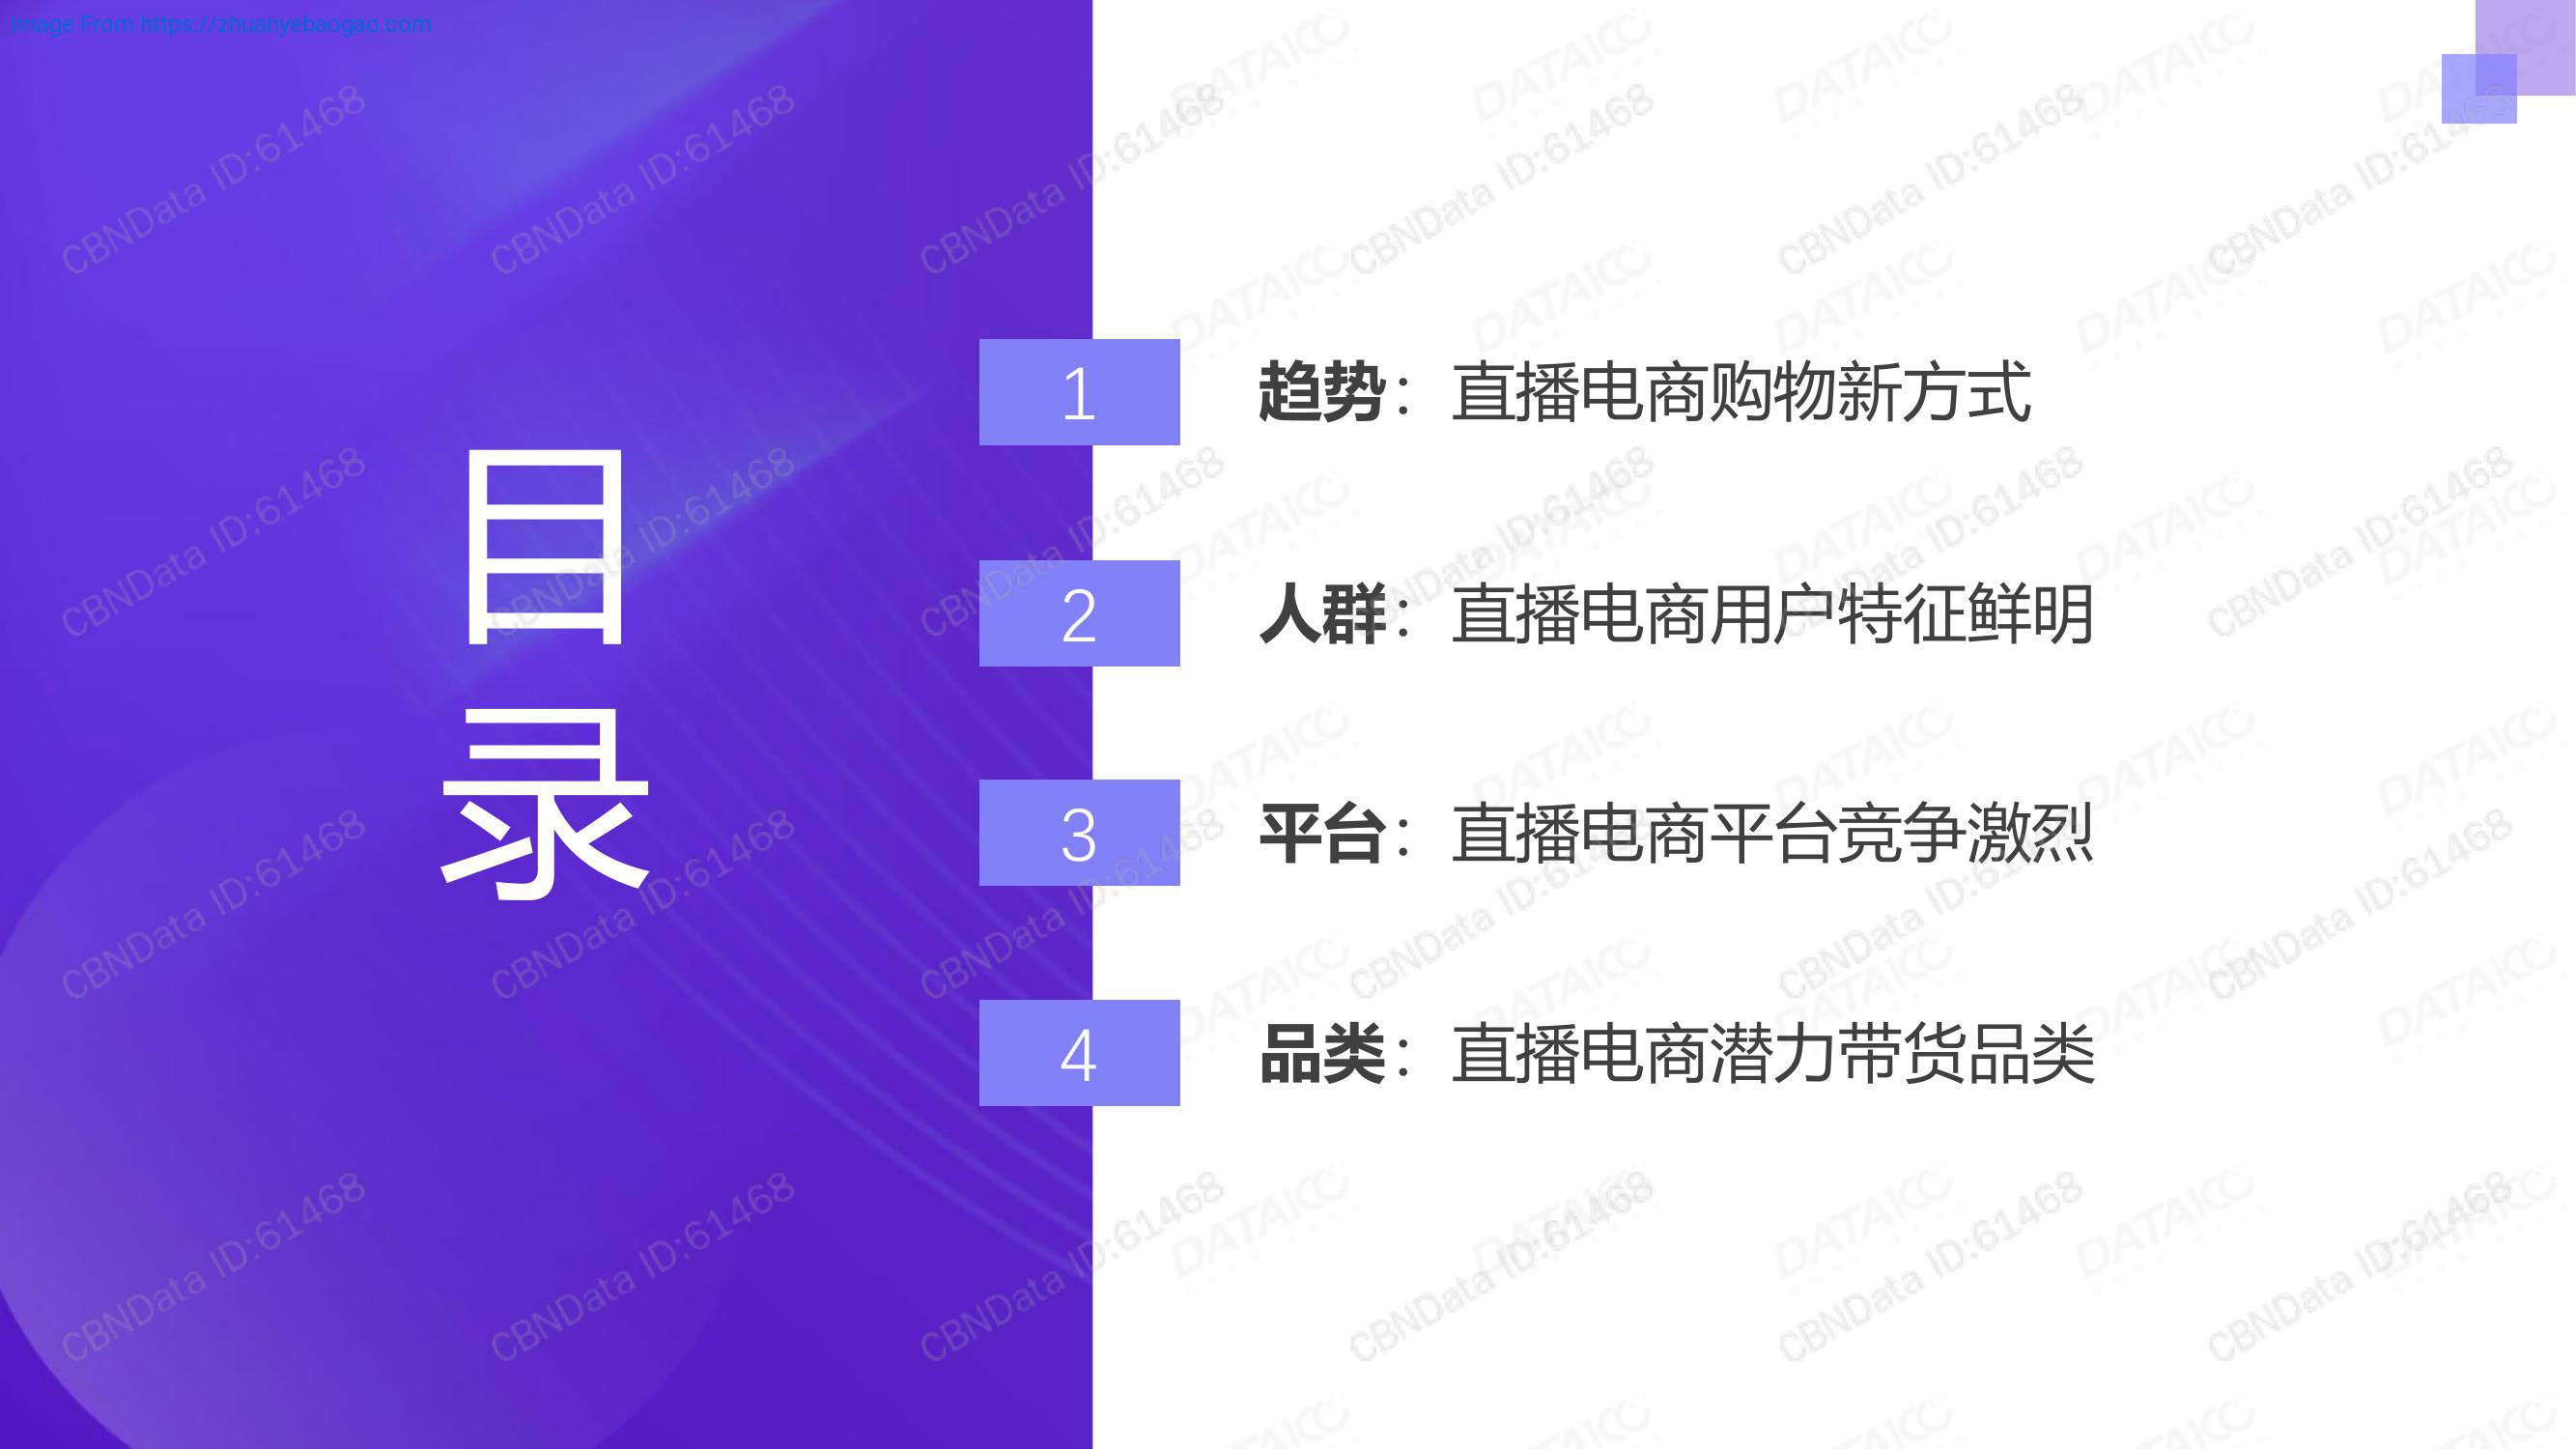 Image From https://zhuanyebaogao.com
目
录
1
趋势：直播电商购物新方式
2
人群：直播电商用户特征鲜明
3
平台：直播电商平台竞争激烈
4
品类：直播电商潜力带货品类
CBNData ID:61468
DATAICC